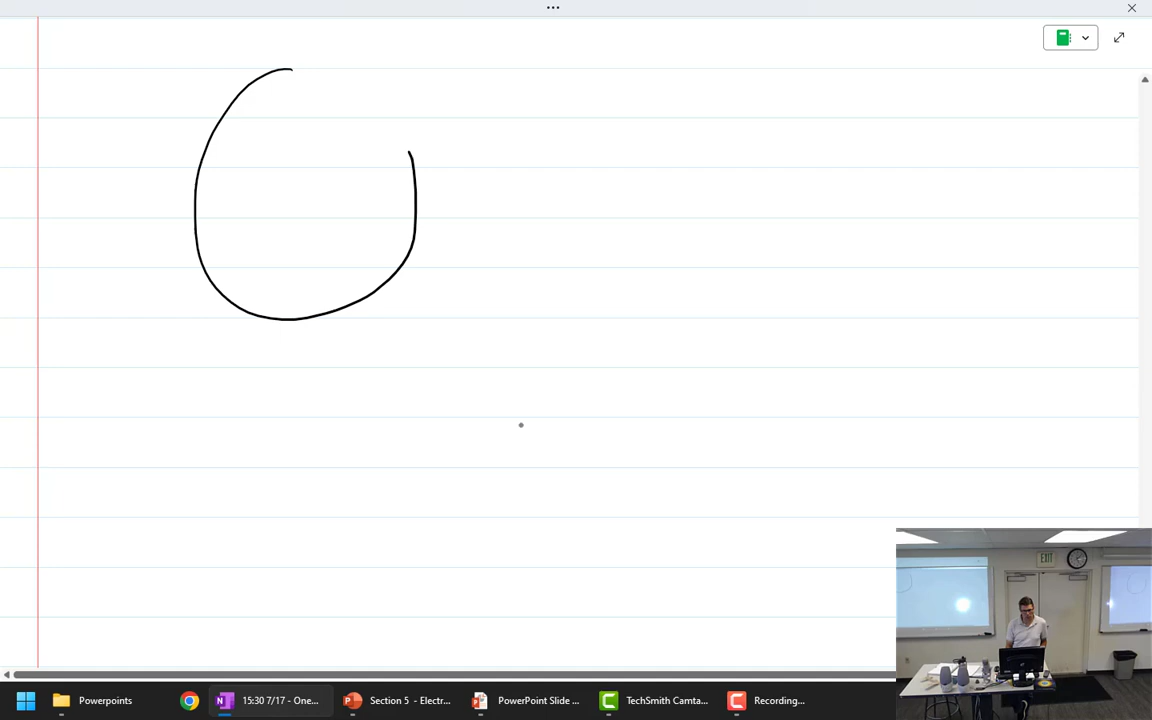 Powerpoints
15:30 7/17 - One...
Section 5 - Electr...
PowerPoint Slide ...
TechSmith Camta...
Recording...
EXIT